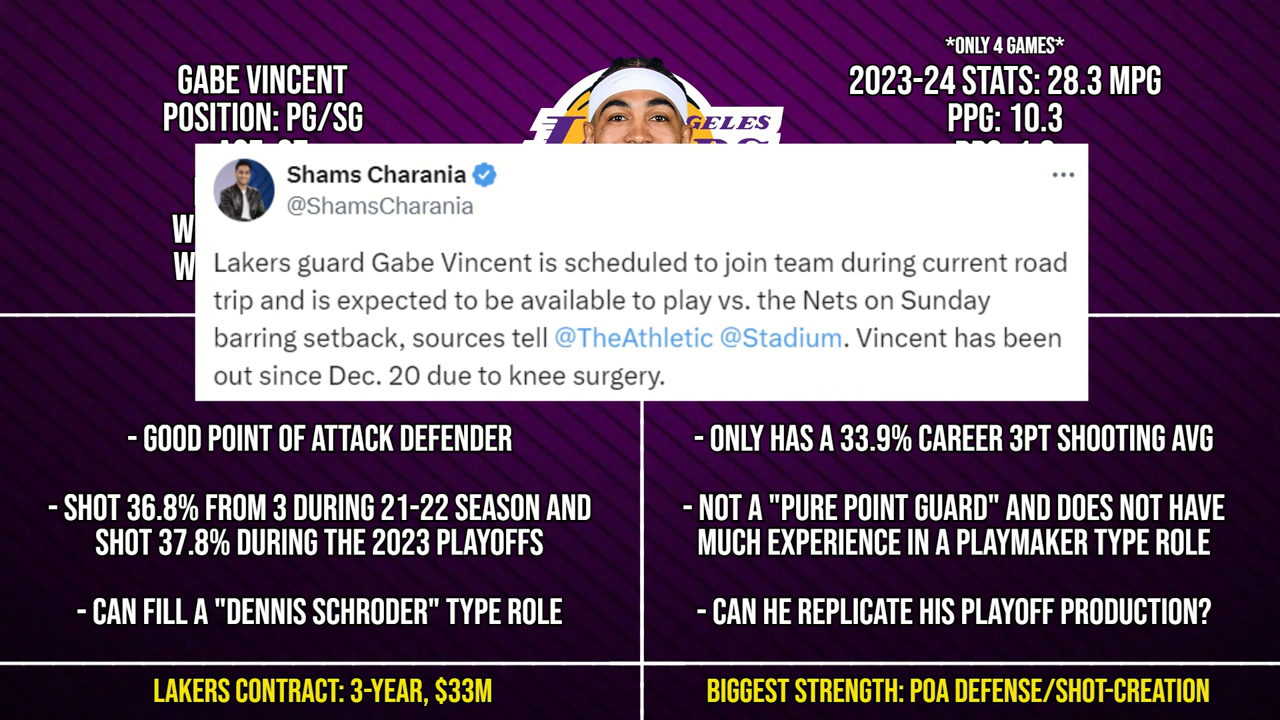 *ONLY 4 GAMES*
GABE VINCENT
POSITION: PG/SG
2023-24 STATS: 28.3 MPG
PPG: 10.3
GELES
W
W
Shams Charania
@ShamsCharania
Lakers guard Gabe Vincent is scheduled to join team during current road
trip and is expected to be available to play vs. the Nets on Sunday
barring setback, sources tell @TheAthletic @Stadium. Vincent has been
out since Dec. 20 due to knee surgery.
- GOOD POINT OF ATTACK DEFENDER
- SHOT 36.8% FROM 3 DURING 21-22 SEASON AND
SHOT 37.8% DURING THE 2023 PLAYOFFS
- CAN FILL A "DENNIS SCHRODER" TYPE ROLE
- ONLY HAS A 33.9% CAREER 3PT SHOOTING AVG
- NOT A "PURE POINT GUARD" AND DOES NOT HAVE
MUCH EXPERIENCE IN A PLAYMAKER TYPE ROLE
- CAN HE REPLICATE HIS PLAYOFF PRODUCTION?
LAKERS CONTRACT: 3-YEAR, $33M
BIGGEST STRENGTH: POA DEFENSE/SHOT-CREATION